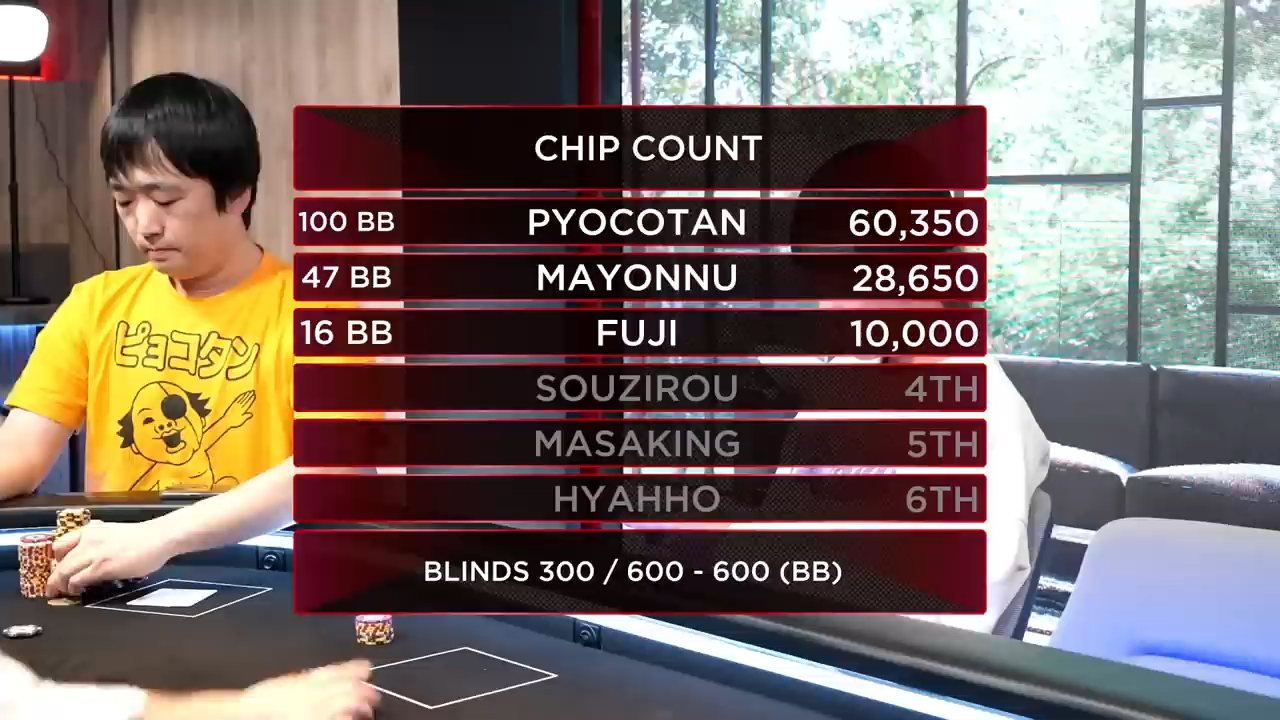 CHIP COUNT
100 BB PYOCOTAN 60,350
47 BB MAYONNU 28,650
16 BB FUJI 10,000
SOUZIROU 4TH
MASAKING 5TH
HYAHHO 6TH
BLINDS 300 / 600 - 600 (BB)
ピョコタン